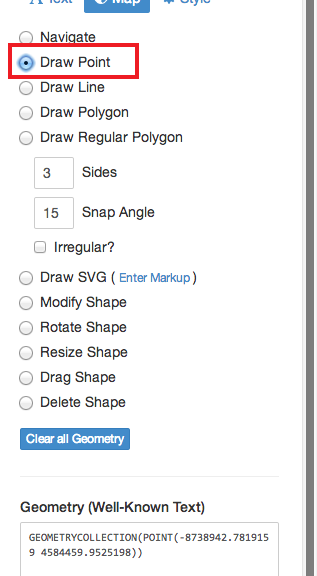 Text Map Style
Navigate
Draw Point
Draw Line
Draw Polygon
Draw Regular Polygon
3 Sides
15 Snap Angle
Irregular?
Draw SVG ( Enter Markup )
Modify Shape
Rotate Shape
Resize Shape
Drag Shape
Delete Shape
Clear all Geometry
Geometry (Well-Known Text)
GEOMETRYCOLLECTION(POINT(-8738942.781915
9 4584459.9525198))